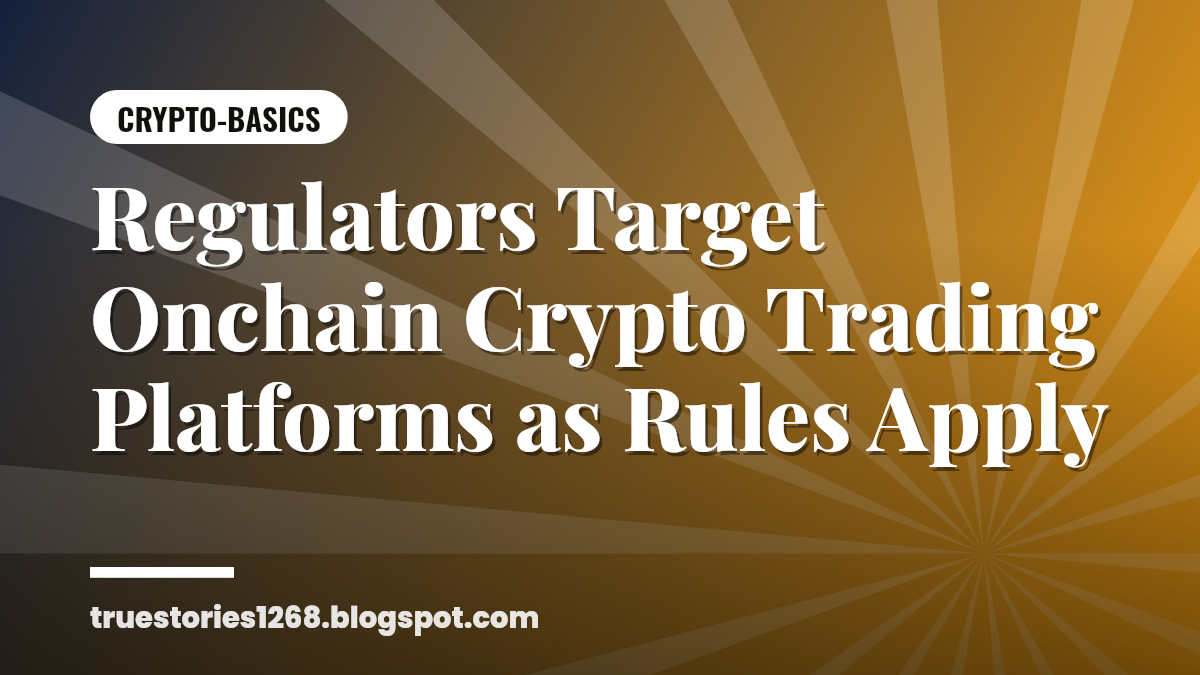 CRYPTO-BASICS
Regulators Target
Onchain Crypto Trading
Platforms as Rules Apply
truestories1268.blogspot.com